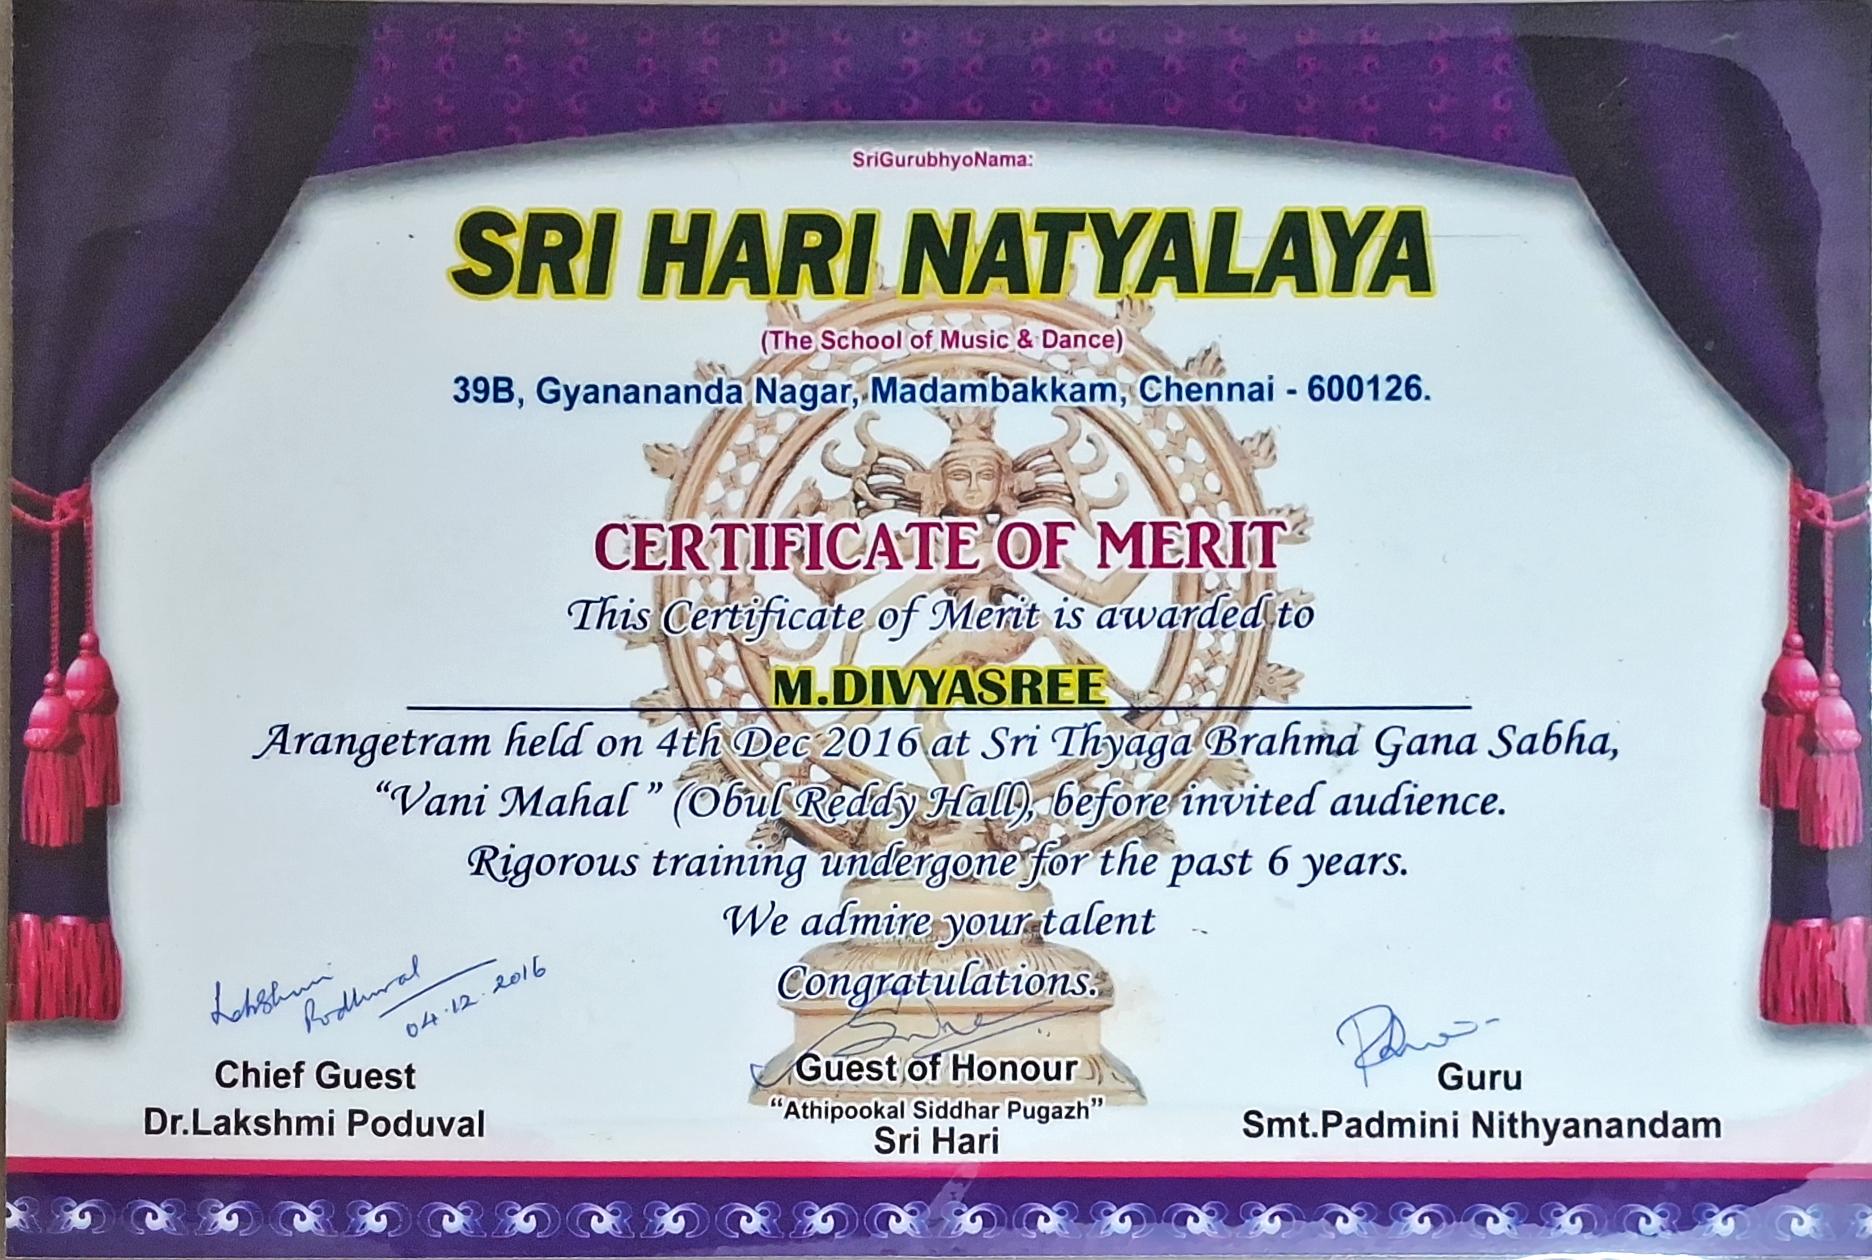 SriGurubhyoNama:
SRI HARI NATYALAYA
(The School of Music & Dance)
39B, Gyanananda Nagar, Madambakkam, Chennai - 600126.
CERTIFICATE OF MERIT
This Certificate of Merit is awarded to
M.DIVYASREE
Arangetram held on 4th Dec 2016 at Sri Thyaga Brahma Gana Sabha,
“Vani Mahal ” (Obul Reddy Hall), before invited audience.
Rigorous training undergone for the past 6 years.
We admire your talent
Congratulations.
Lakshmi
Poduval
04.12.2016
Chief Guest
Dr.Lakshmi Poduval
Guest of Honour
“Athipookal Siddhar Pugazh”
Sri Hari
Guru
Smt.Padmini Nithyanandam